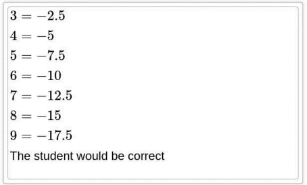 3 = −2.5
4 = −5
5 = −7.5
6 = −10
7 = −12.5
8 = −15
9 = −17.5
The student would be correct